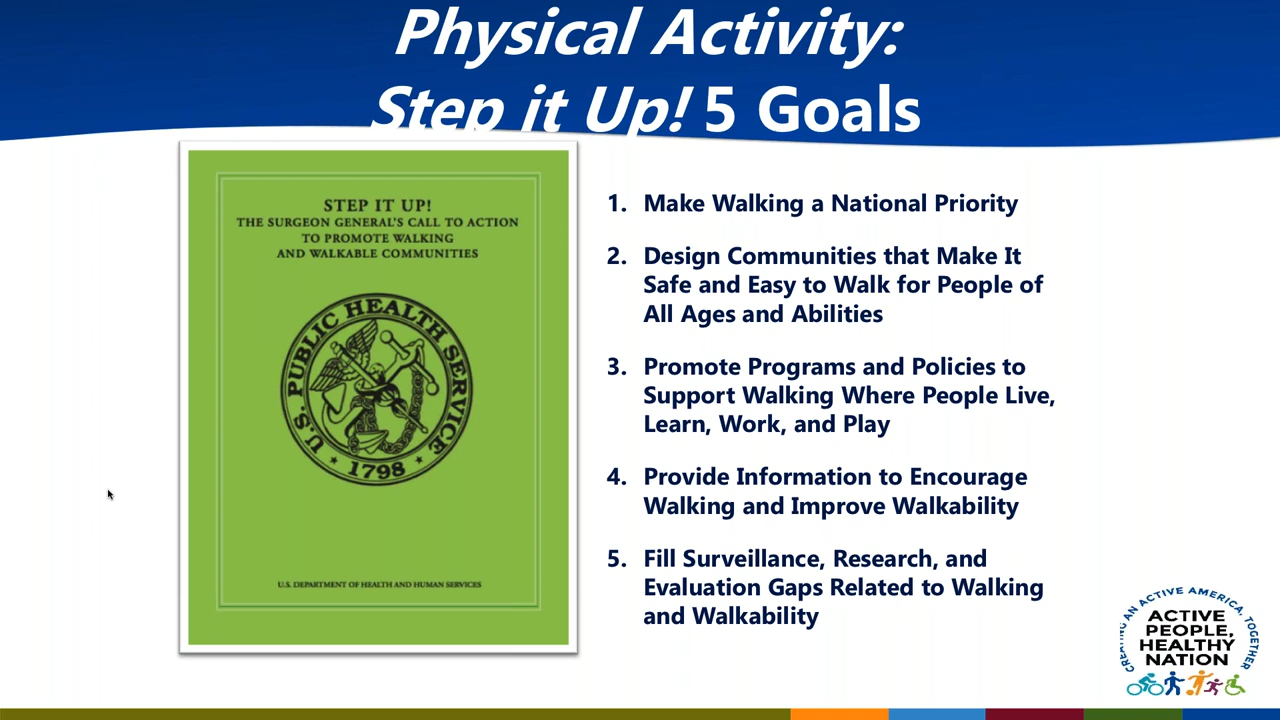 Physical Activity:
Step it Up! 5 Goals
STEP IT UP!
THE SURGEON GENERAL'S CALL TO ACTION
TO PROMOTE WALKING
AND WALKABLE COMMUNITIES
U.S. PUBLIC HEALTH SERVICE
1798
U.S. DEPARTMENT OF HEALTH AND HUMAN SERVICES
1. Make Walking a National Priority
2. Design Communities that Make It
Safe and Easy to Walk for People of
All Ages and Abilities
3. Promote Programs and Policies to
Support Walking Where People Live,
Learn, Work, and Play
4. Provide Information to Encourage
Walking and Improve Walkability
5. Fill Surveillance, Research, and
Evaluation Gaps Related to Walking
and Walkability
CREATING AN ACTIVE AMERICA, TOGETHER
ACTIVE
PEOPLE,
HEALTHY
NATION